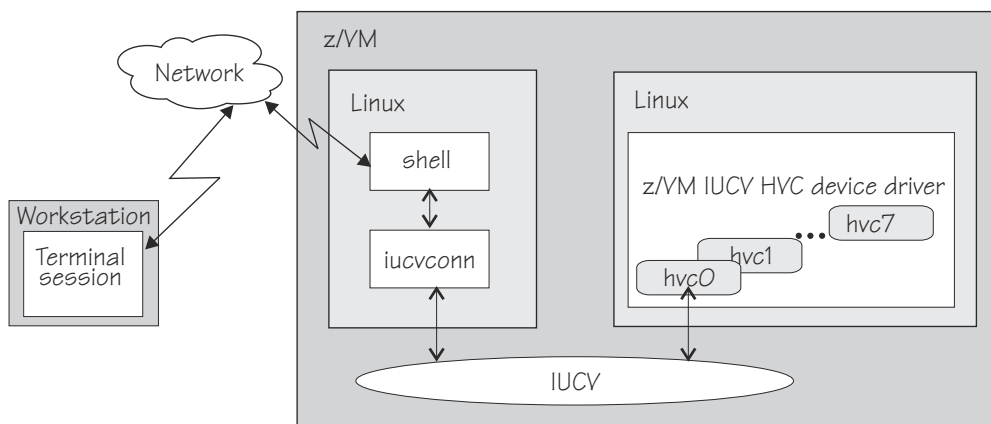 z/VM
Network
Linux
Linux
shell
z/VM IUCV HVC device driver
Workstation
Terminal
session
iucvconn
hvc0
hvc1
...
hvc7
IUCV